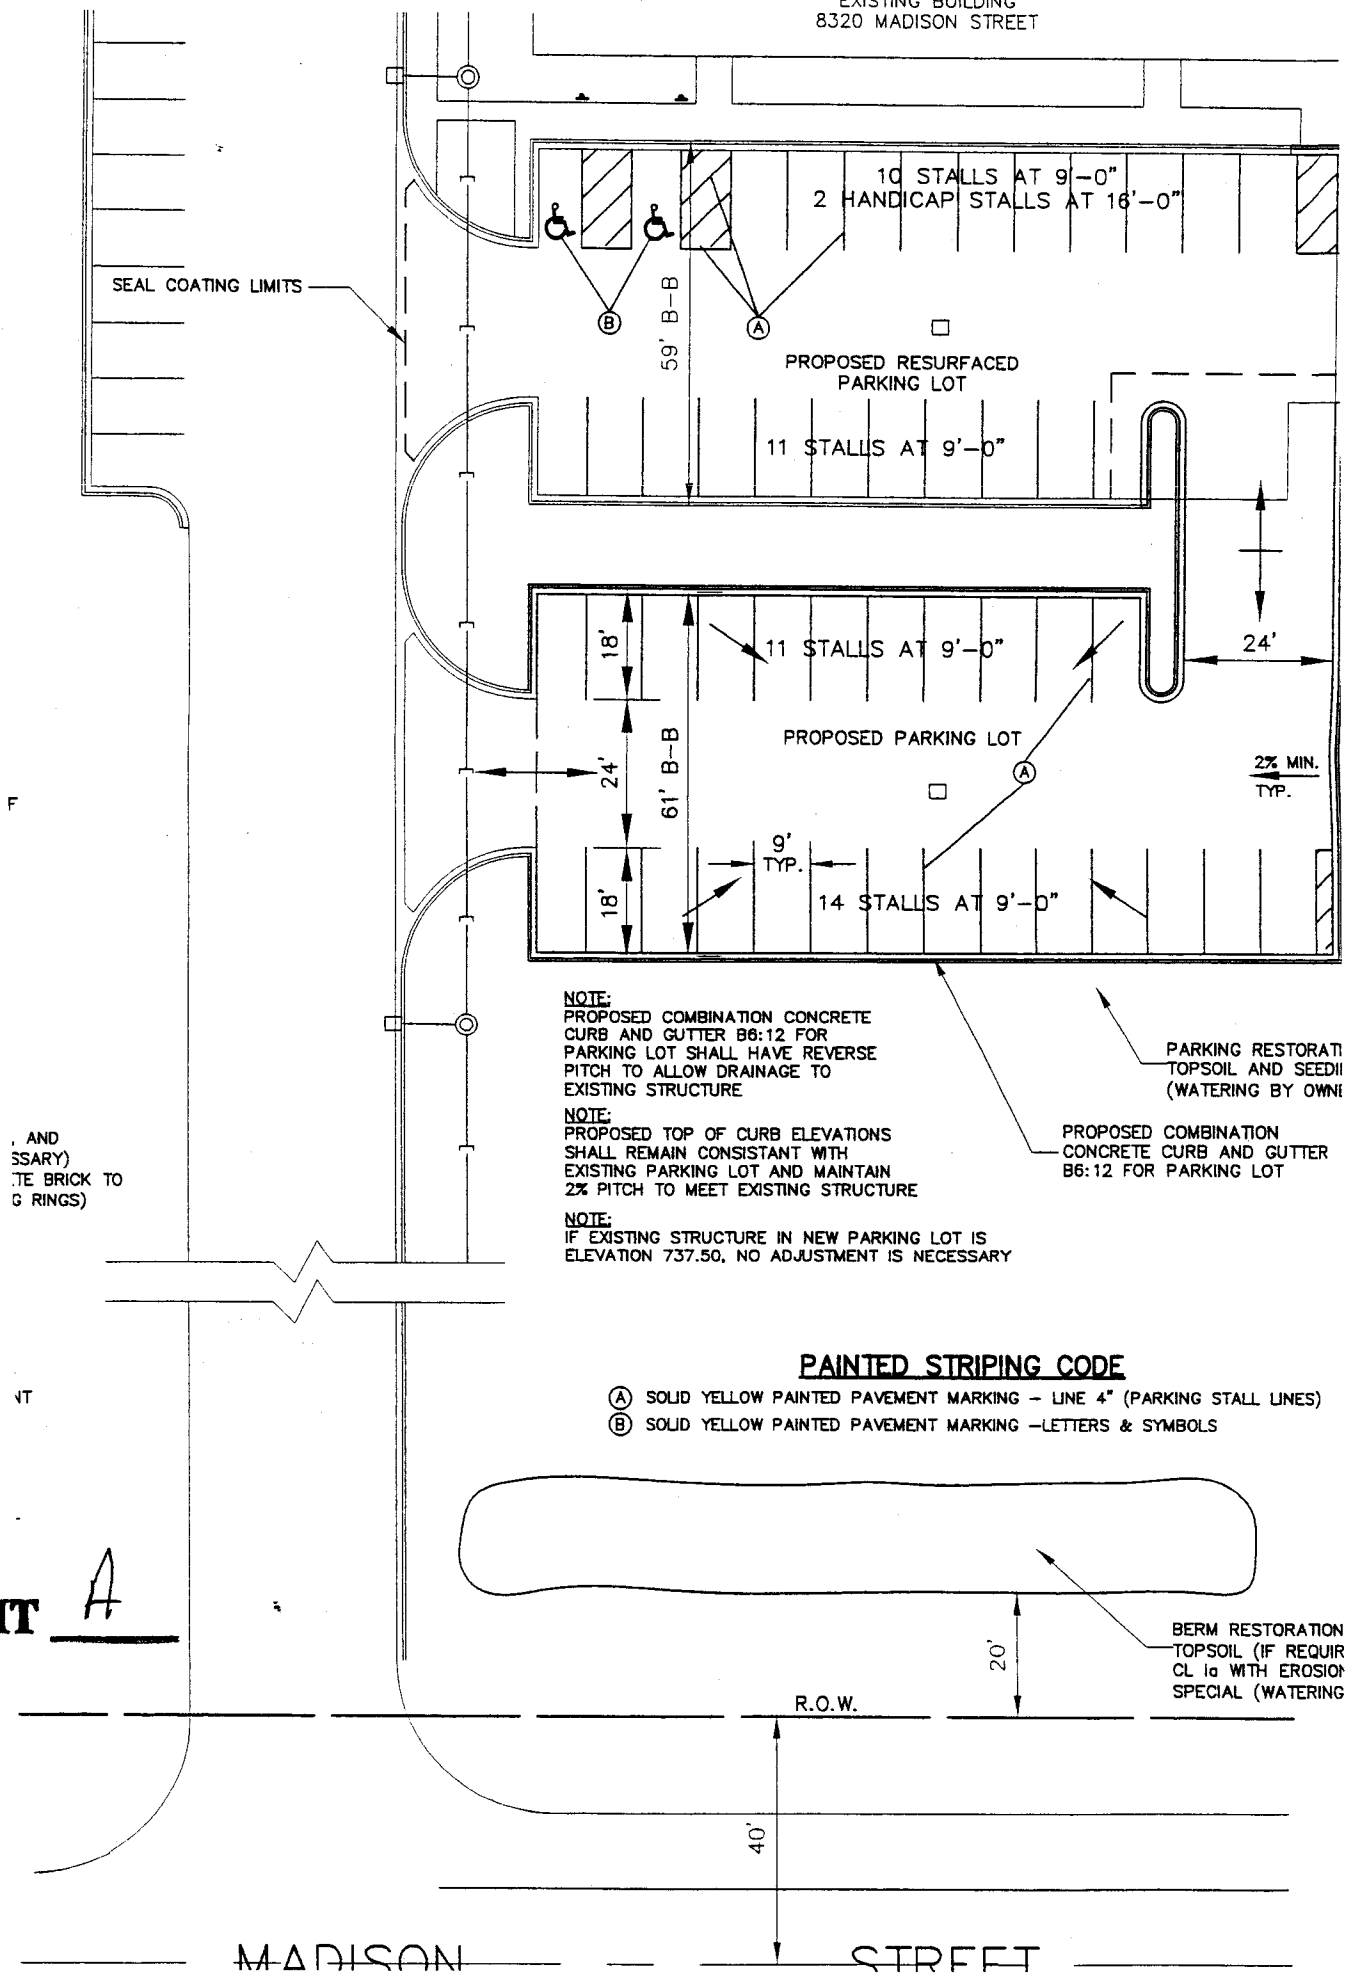 EXISTING BUILDING
8320 MADISON STREET
10 STALLS AT 9'-0"
2 HANDICAP STALLS AT 16'-0"
SEAL COATING LIMITS
B
A
59' B-B
PROPOSED RESURFACED
PARKING LOT
11 STALLS AT 9'-0"
18'
11 STALLS AT 9'-0"
24'
PROPOSED PARKING LOT
24'
61' B-B
A
2% MIN.
TYP.
F
9'
TYP.
18'
14 STALLS AT 9'-0"
NOTE:
PROPOSED COMBINATION CONCRETE
CURB AND GUTTER B6:12 FOR
PARKING LOT SHALL HAVE REVERSE
PITCH TO ALLOW DRAINAGE TO
EXISTING STRUCTURE
NOTE:
PROPOSED TOP OF CURB ELEVATIONS
SHALL REMAIN CONSISTANT WITH
EXISTING PARKING LOT AND MAINTAIN
2% PITCH TO MEET EXISTING STRUCTURE
NOTE:
IF EXISTING STRUCTURE IN NEW PARKING LOT IS
ELEVATION 737.50, NO ADJUSTMENT IS NECESSARY
PARKING RESTORATI
TOPSOIL AND SEEDI
(WATERING BY OWNE
PROPOSED COMBINATION
CONCRETE CURB AND GUTTER
B6:12 FOR PARKING LOT
, AND
SSARY)
TE BRICK TO
G RINGS)
PAINTED STRIPING CODE
A SOLID YELLOW PAINTED PAVEMENT MARKING - LINE 4" (PARKING STALL LINES)
B SOLID YELLOW PAINTED PAVEMENT MARKING -LETTERS & SYMBOLS
NT
IT A
BERM RESTORATION
TOPSOIL (IF REQUIR
CL Ia WITH EROSION
SPECIAL (WATERING
20'
R.O.W.
40'
MADISON STREET